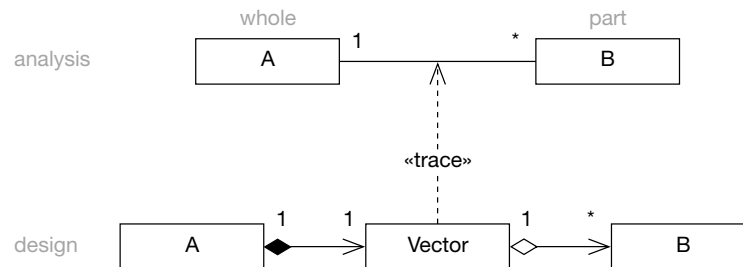 whole part
1 *
analysis A B
«trace»
1 1 1 *
design A Vector B